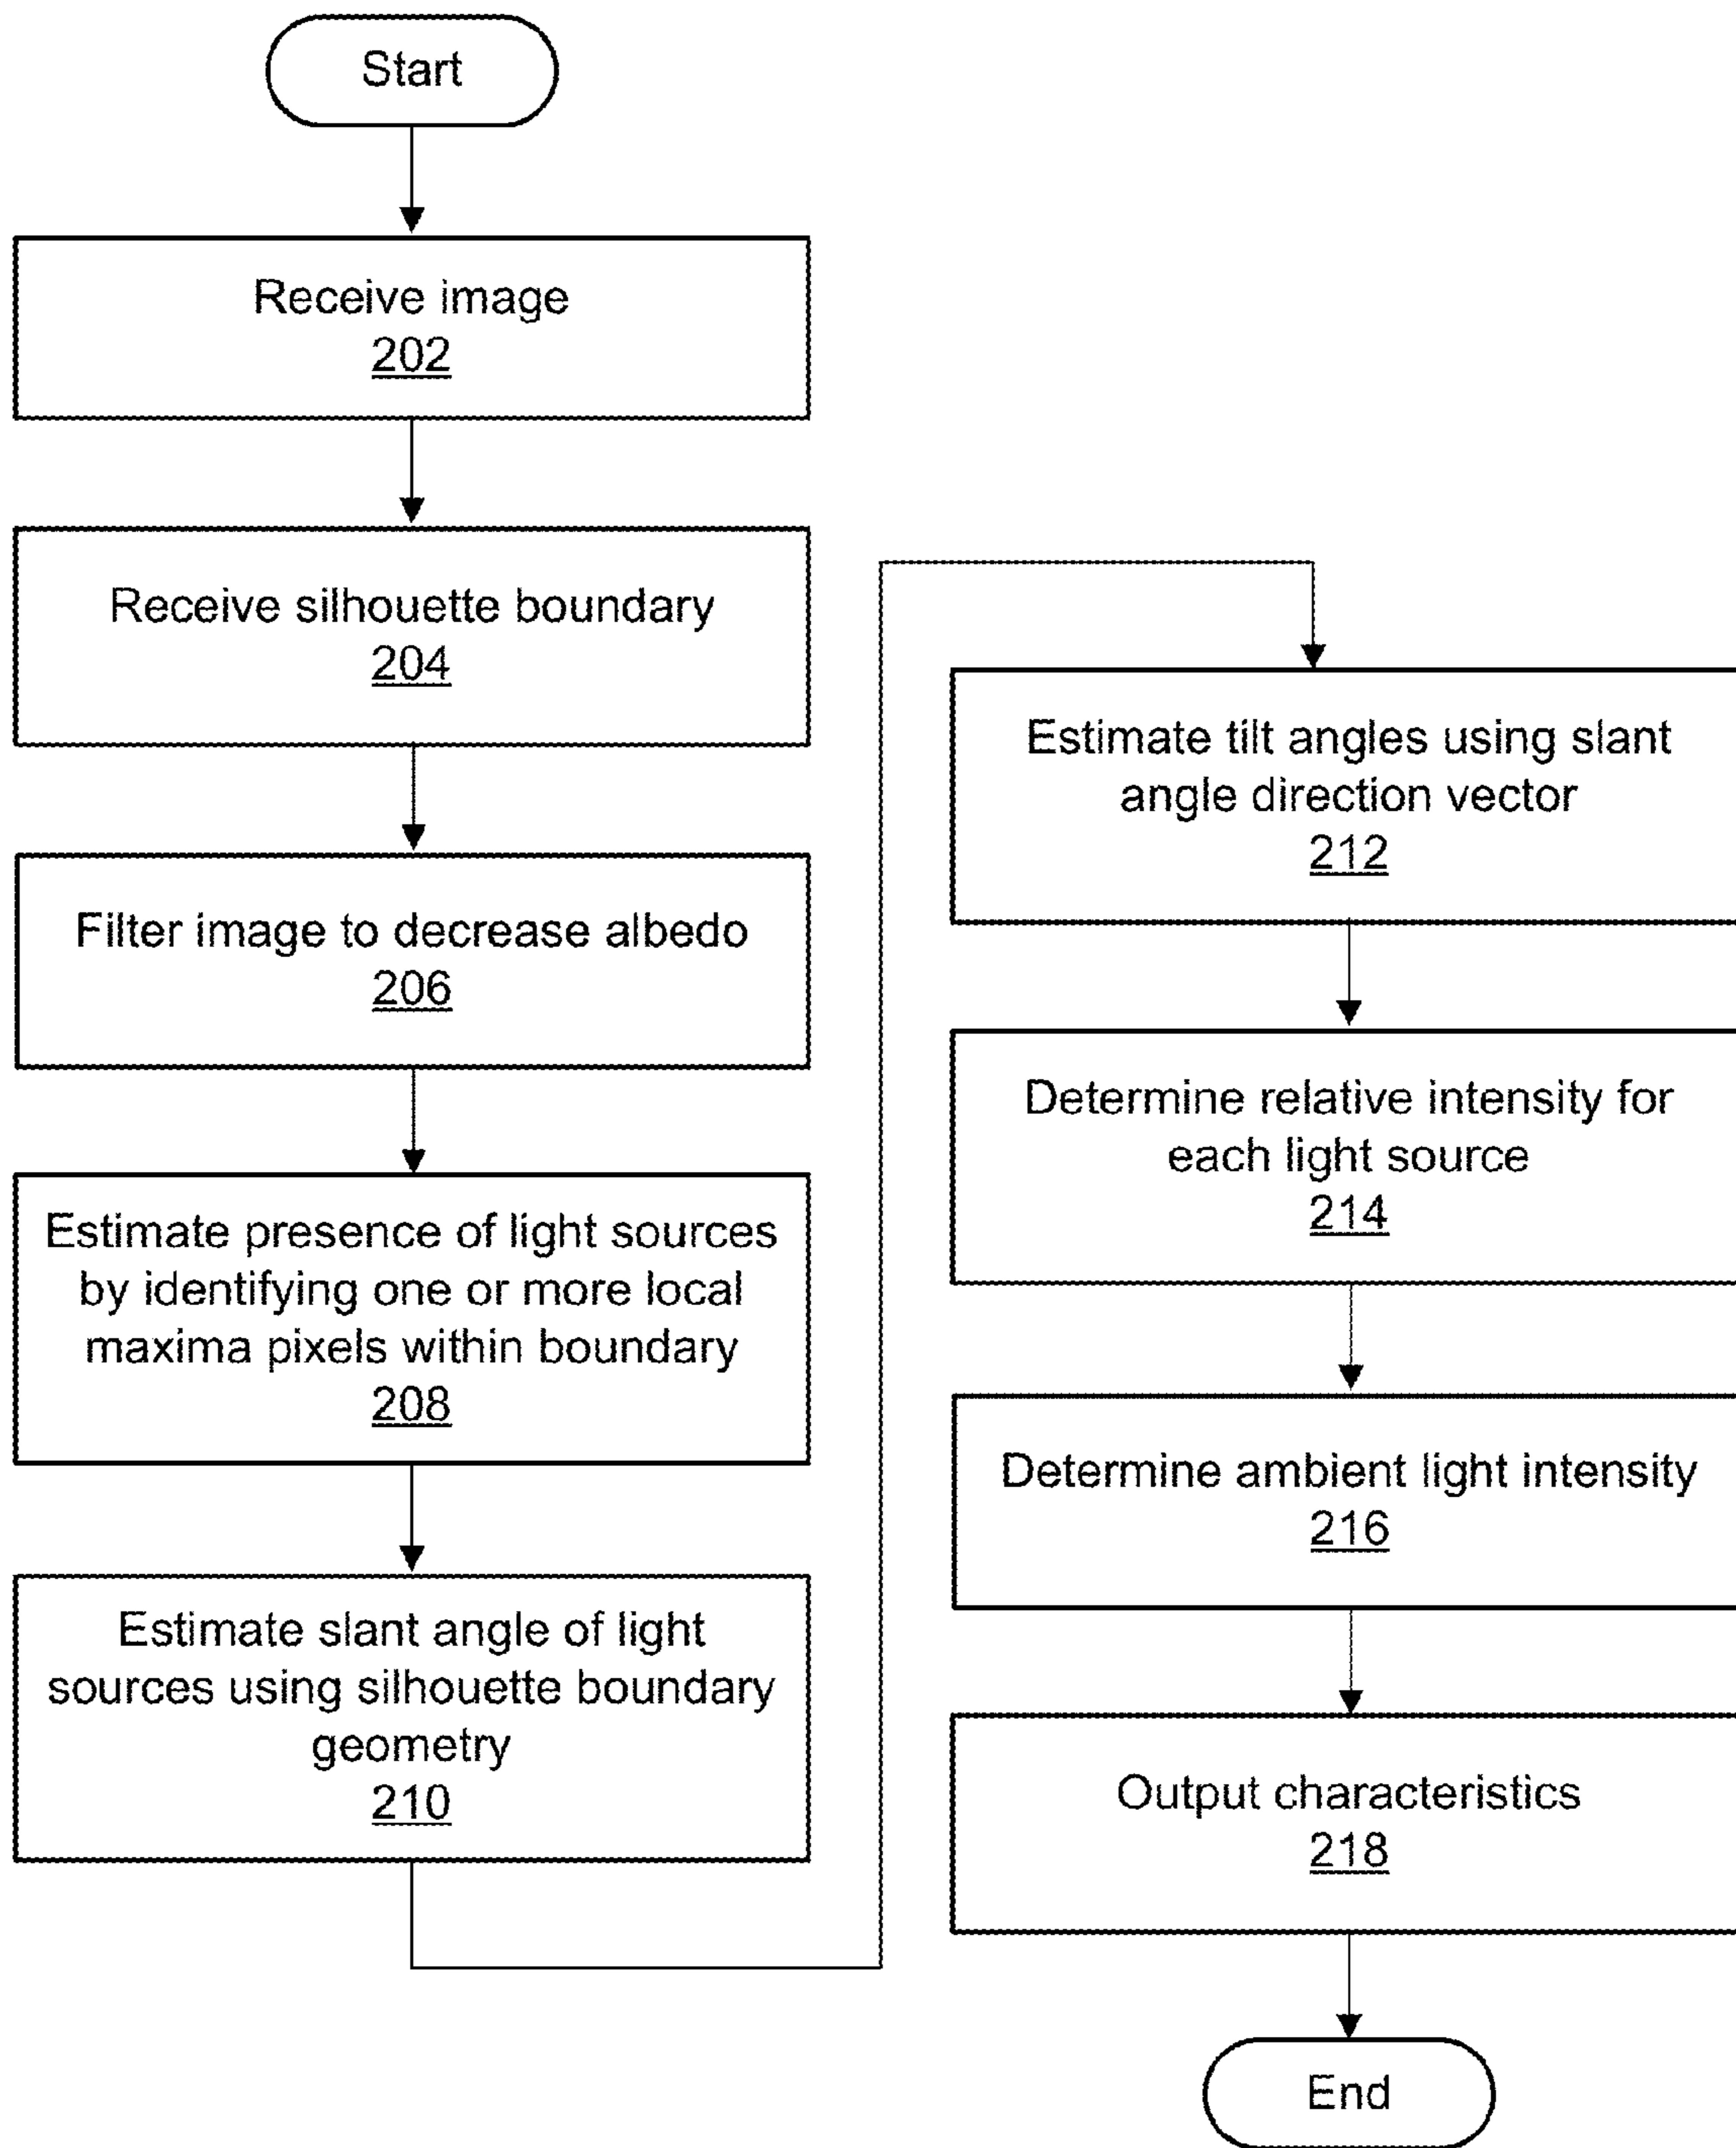 Start
Receive image
202
Receive silhouette boundary
204
Filter image to decrease albedo
206
Estimate presence of light sources
by identifying one or more local
maxima pixels within boundary
208
Estimate slant angle of light
sources using silhouette boundary
geometry
210
Estimate tilt angles using slant
angle direction vector
212
Determine relative intensity for
each light source
214
Determine ambient light intensity
216
Output characteristics
218
End